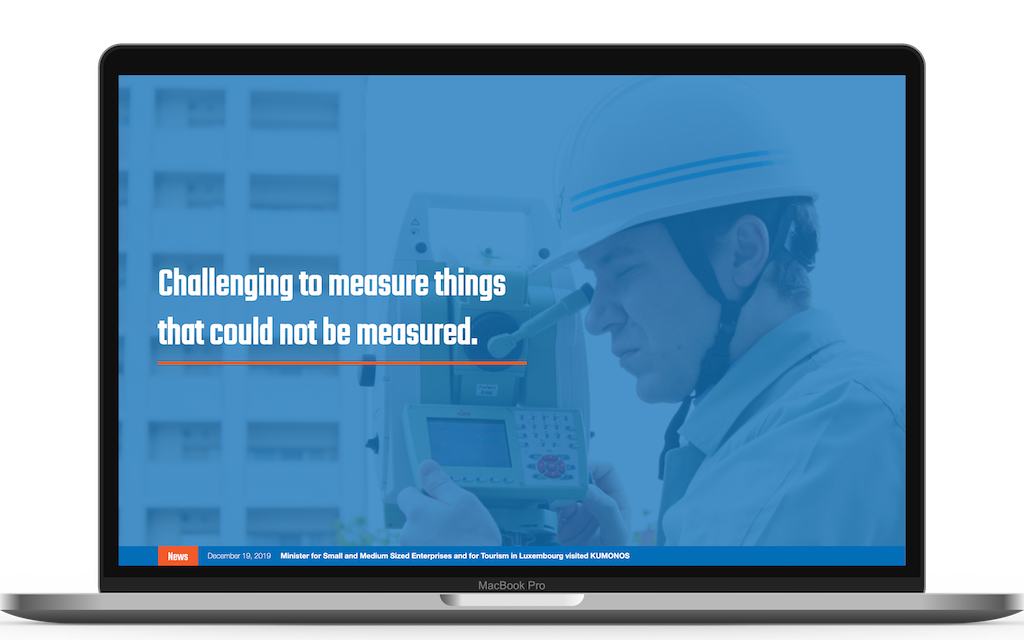 Challenging to measure things
that could not be measured.
News December 19, 2019 Minister for Small and Medium Sized Enterprises and for Tourism in Luxembourg visited KUMONOS
MacBook Pro